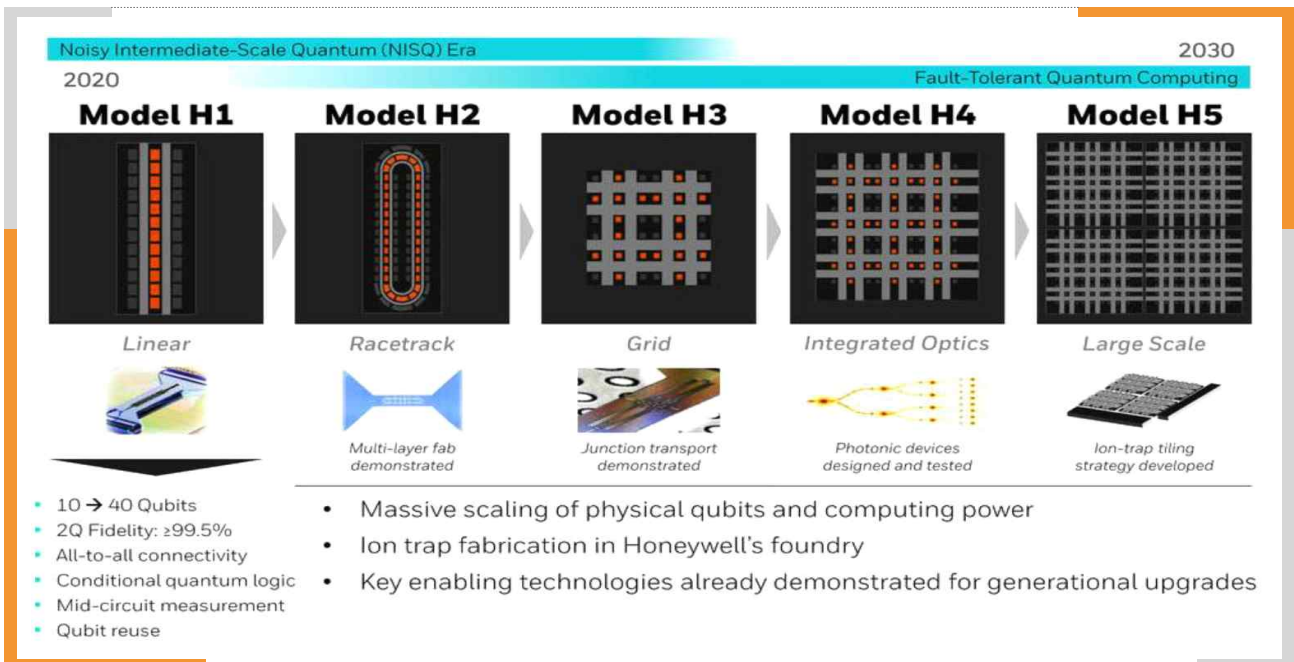 Noisy Intermediate-Scale Quantum (NISQ) Era
2030
2020
Fault-Tolerant Quantum Computing
Model H1
Model H2
Model H3
Model H4
Model H5
Linear
Racetrack
Grid
Integrated Optics
Large Scale
Multi-layer fab
demonstrated
Junction transport
demonstrated
Photonic devices
designed and tested
Ion-trap tiling
strategy developed
• 10 → 40 Qubits
• 2Q Fidelity: ≥99.5%
• All-to-all connectivity
• Conditional quantum logic
• Mid-circuit measurement
• Qubit reuse
• Massive scaling of physical qubits and computing power
• Ion trap fabrication in Honeywell's foundry
• Key enabling technologies already demonstrated for generational upgrades